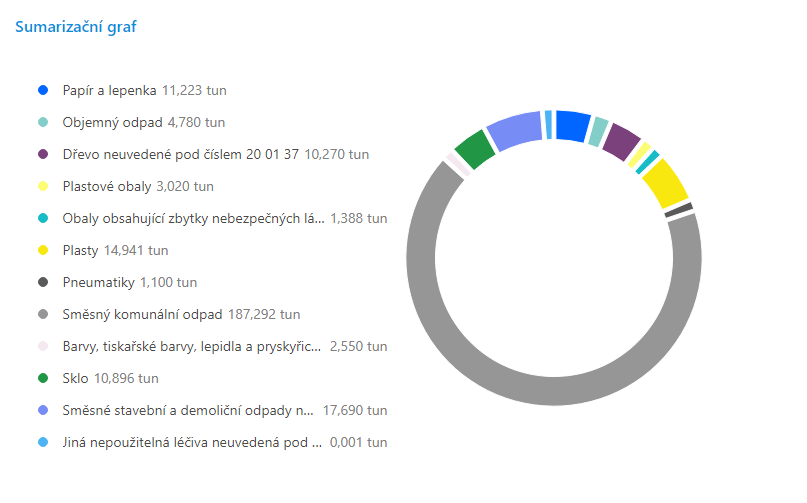 Sumarizační graf
Papír a lepenka 11,223 tun
Objemný odpad 4,780 tun
Dřevo neuvedené pod číslem 20 01 37 10,270 tun
Plastové obaly 3,020 tun
Obaly obsahující zbytky nebezpečných lá... 1,388 tun
Plasty 14,941 tun
Pneumatiky 1,100 tun
Směsný komunální odpad 187,292 tun
Barvy, tiskařské barvy, lepidla a pryskyřic... 2,550 tun
Sklo 10,896 tun
Směsné stavební a demoliční odpady n... 17,690 tun
Jiná nepoužitelná léčiva neuvedená pod ... 0,001 tun